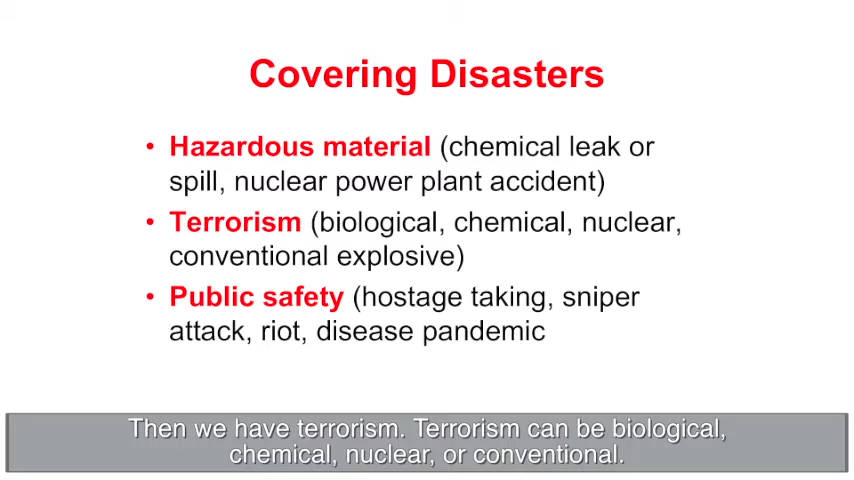 Covering Disasters
• Hazardous material (chemical leak or
spill, nuclear power plant accident)
• Terrorism (biological, chemical, nuclear,
conventional explosive)
• Public safety (hostage taking, sniper
attack, riot, disease pandemic
Then we have terrorism. Terrorism can be biological,
chemical, nuclear, or conventional.